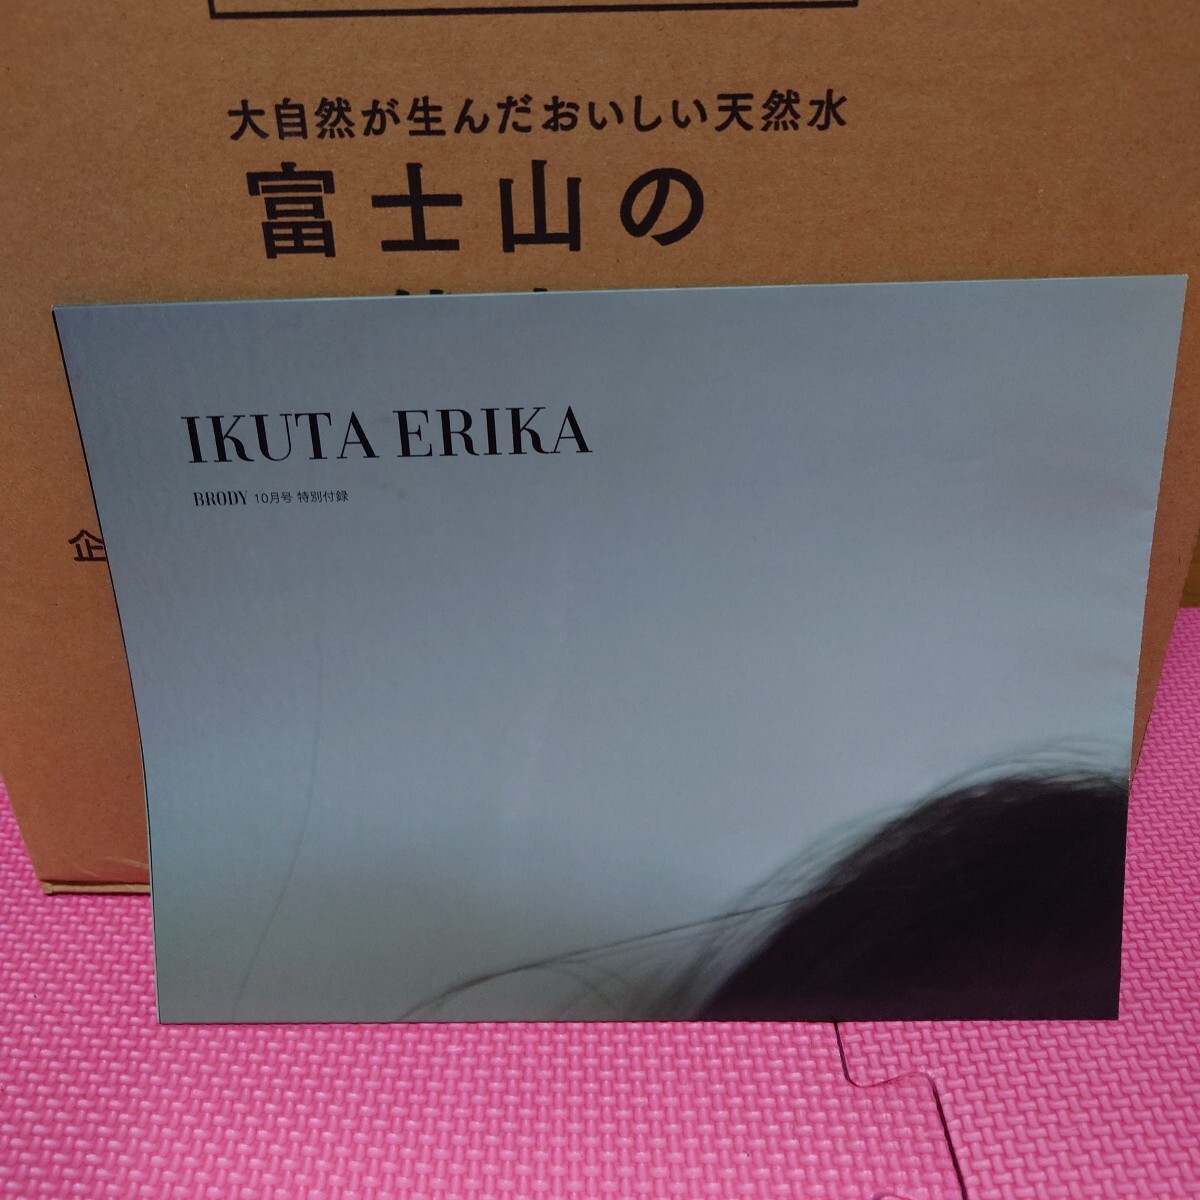 大自然が生んだおいしい天然水
富士山の
IKUTA ERIKA
BRODY 10月号 特別付録
企